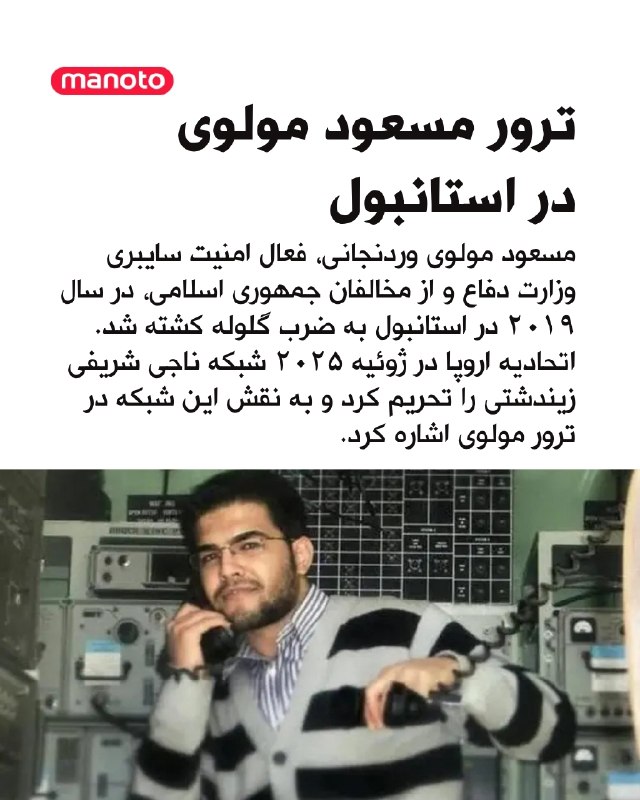 manoto
ترور مسعود مولوی
در استانبول
مسعود مولوی وردنجانی، فعال امنیت سایبری
وزارت دفاع و از مخالفان جمهوری اسلامی، در سال
۲۰۱۹ در استانبول به ضرب گلوله کشته شد.
اتحادیه اروپا در ژوئیه ۲۰۲۵ شبکه ناجی شریفی
زیندشتی را تحریم کرد و به نقش این شبکه در
ترور مولوی اشاره کرد.